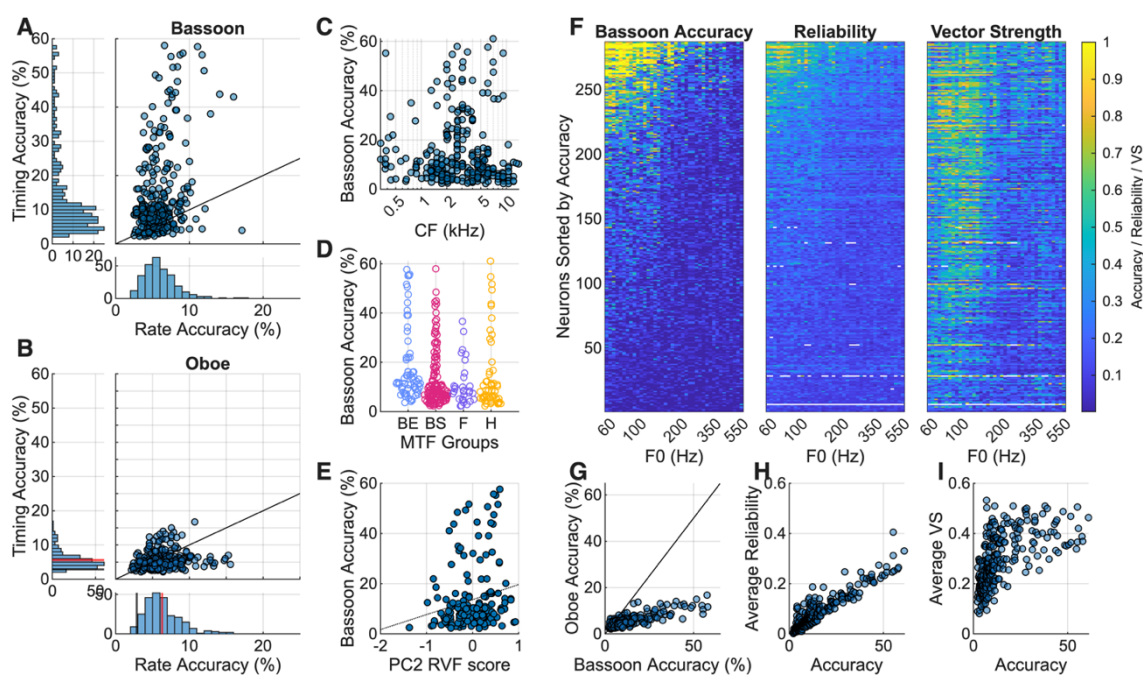 A
Bassoon
Timing Accuracy (%)
60
50
40
30
20
10
0
0 10 20
50
0
0 10 20
Rate Accuracy (%)
B
Oboe
Timing Accuracy (%)
60
50
40
30
20
10
0
0 50
50
0
0 10 20
Rate Accuracy (%)
C
Bassoon Accuracy (%)
60
40
20
0
0.5 1 2 5 10
CF (kHz)
D
Bassoon Accuracy (%)
60
40
20
0
BE BS F H
MTF Groups
E
Bassoon Accuracy (%)
60
40
20
0
-2 -1 0 1
PC2 RVF score
F
Bassoon Accuracy Reliability Vector Strength
Neurons Sorted by Accuracy
250
200
150
100
50
60 100 200 350 550
F0 (Hz)
60 100 200 350 550
F0 (Hz)
60 100 200 350 550
F0 (Hz)
1
0.9
0.8
0.7
0.6
0.5
0.4
0.3
0.2
0.1
Accuracy / Reliability / VS
G
Oboe Accuracy (%)
60
40
20
0
0 50
Bassoon Accuracy (%)
H
Average Reliability
0.6
0.4
0.2
0
0 50
Accuracy
I
Average VS
0.6
0.4
0.2
0
0 50
Accuracy